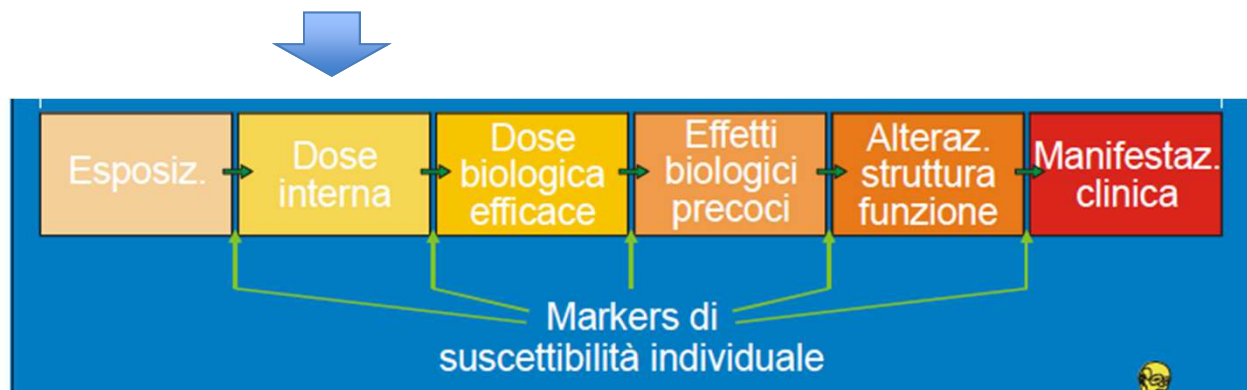 Esposiz.
Dose
interna
Dose
biologica
efficace
Effetti
biologici
precoci
Alteraz.
struttura
funzione
Manifestaz.
clinica
Markers di
suscettibilità individuale